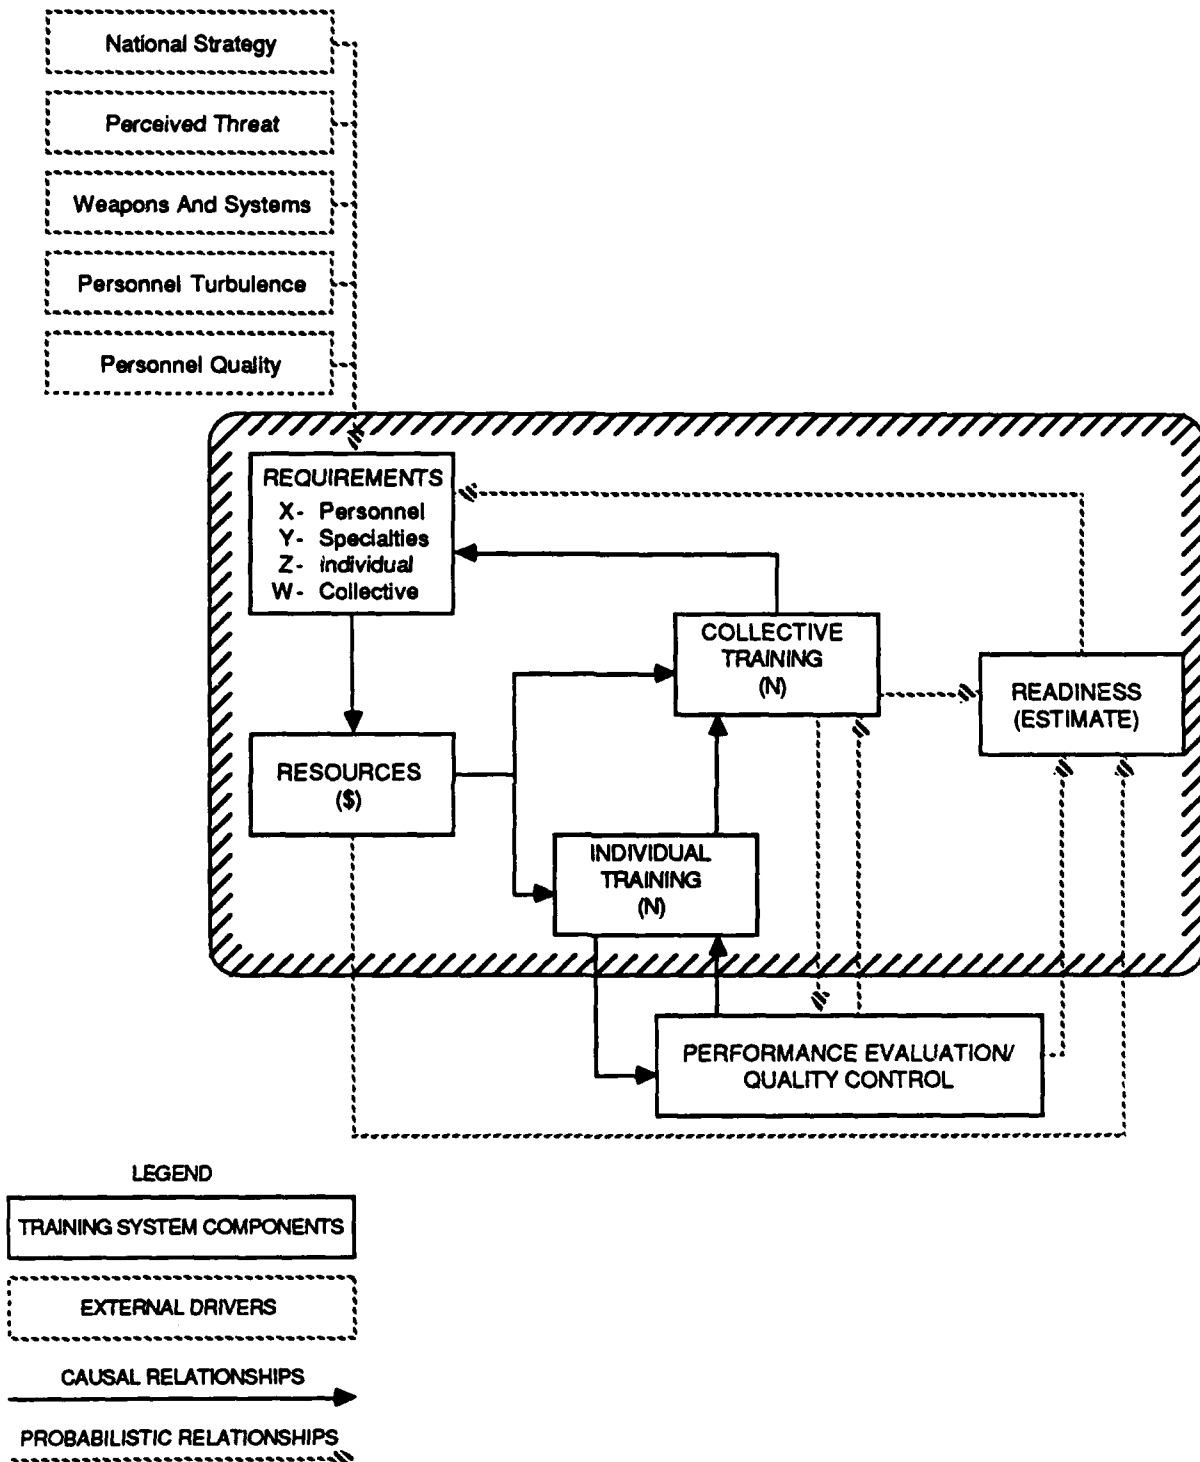 National Strategy
Perceived Threat
Weapons And Systems
Personnel Turbulence
Personnel Quality
REQUIREMENTS
X- Personnel
Y- Specialties
Z- Individual
W- Collective
COLLECTIVE
TRAINING
(N)
READINESS
(ESTIMATE)
RESOURCES
($)
INDIVIDUAL
TRAINING
(N)
PERFORMANCE EVALUATION/
QUALITY CONTROL
LEGEND
TRAINING SYSTEM COMPONENTS
EXTERNAL DRIVERS
CAUSAL RELATIONSHIPS
PROBABILISTIC RELATIONSHIPS